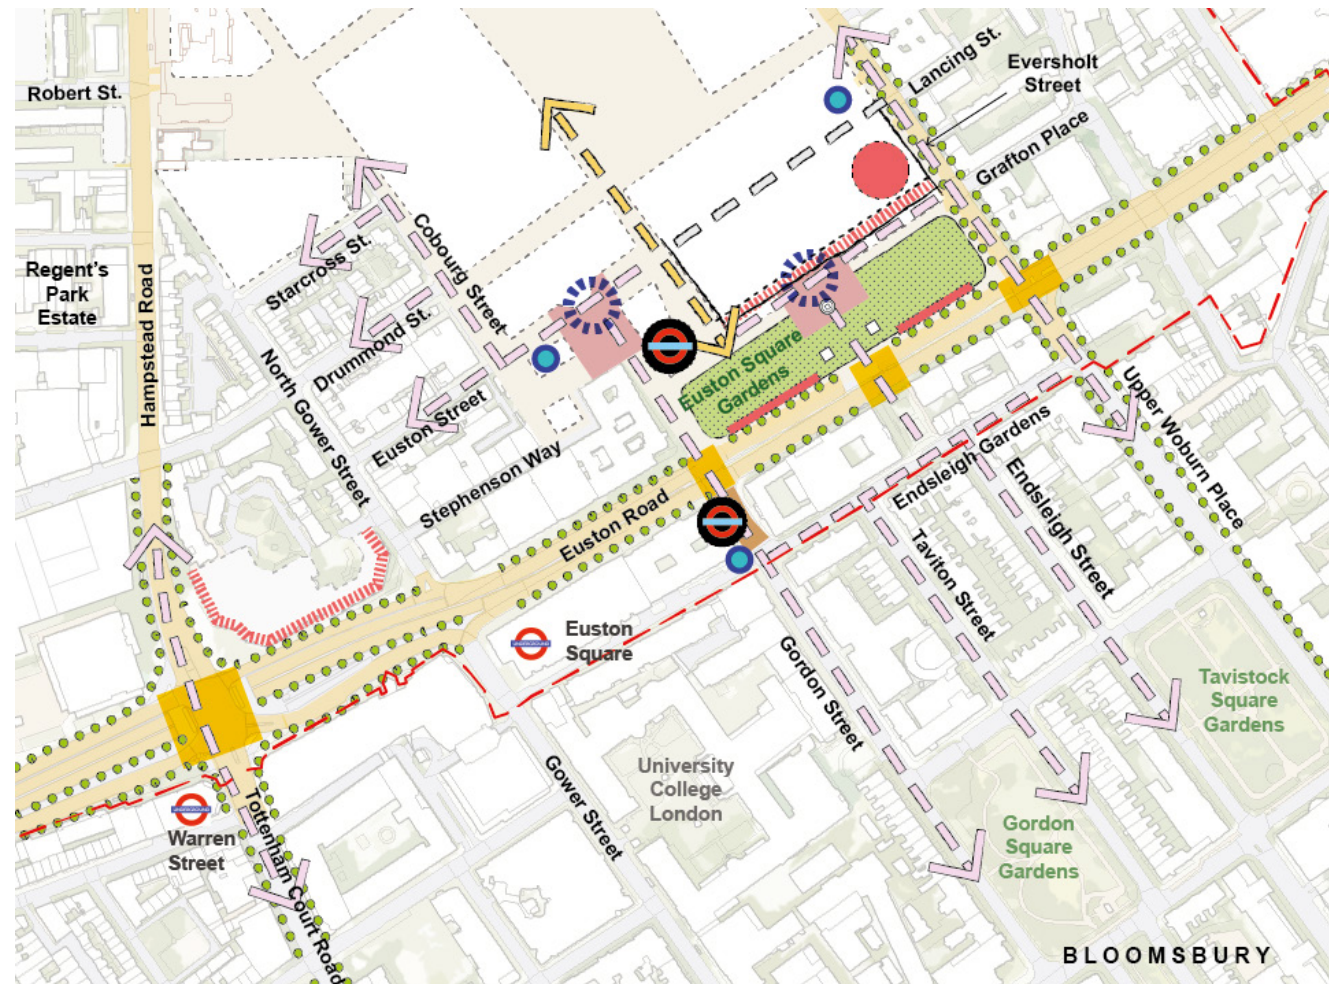 Lancing St.
Eversholt
Street
Robert St.
Grafton Place
Regent's
Park
Estate
Hampstead Road
Starcross St.
Cobourg Street
Drummond St.
North Gower Street
Euston Street
Stephenson Way
Euston Square
Gardens
Euston Road
Endsleigh Gardens
Upper Woburn Place
Endsleigh Street
Taviton Street
Gordon Street
Euston
Square
UNDERGROUND
Tavistock
Square
Gardens
University
College
London
Gower Street
UNDERGROUND
Warren
Street
Tottenham Court Road
Gordon
Square
Gardens
BLOOMSBURY